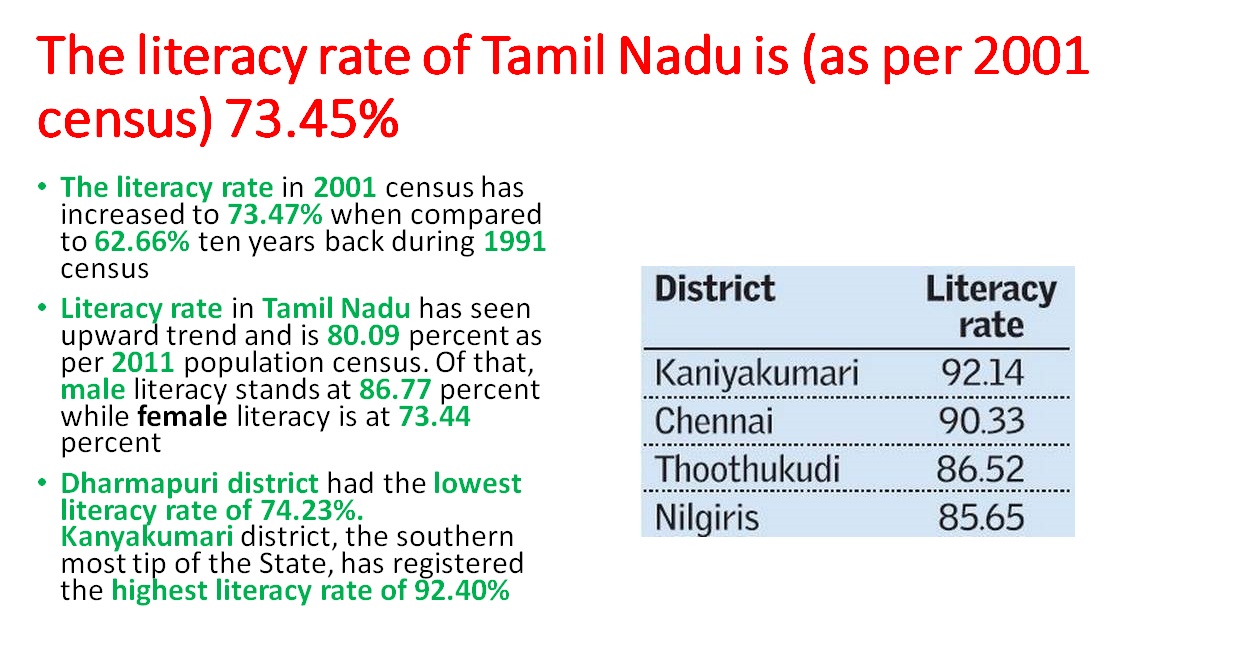 The literacy rate of Tamil Nadu is (as per 2001
census) 73.45%
• The literacy rate in 2001 census has
increased to 73.47% when compared
to 62.66% ten years back during 1991
census
• Literacy rate in Tamil Nadu has seen
upward trend and is 80.09 percent as
per 2011 population census. Of that,
male literacy stands at 86.77 percent
while female literacy is at 73.44
percent
• Dharmapuri district had the lowest
literacy rate of 74.23%.
Kanyakumari district, the southern
most tip of the State, has registered
the highest literacy rate of 92.40%
District Literacy
rate
Kaniyakumari 92.14
Chennai 90.33
Thoothukudi 86.52
Nilgiris 85.65